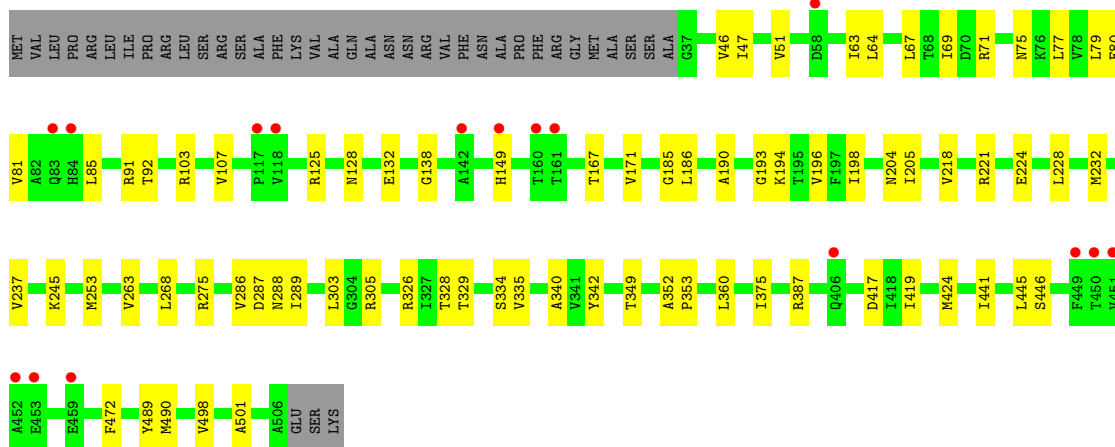 MET VAL LEU PRO ARG LEU ILE PRO ARG LEU SER ARG SER ALA PHE LYS VAL ALA GLN ALA ASN ASN ARG VAL PHE ASN ALA PRO PHE ARG GLY MET ALA SER SER ALA G37 V46 I47 V51 D58 I63 L64 L67 T68 I69 D70 R71 N75 K76 L77 V78 L79
V81 A82 Q83 H84 L85 R91 T92 R103 V107 P117 V118 R125 N128 E132 G138 A142 H149 T160 T161 T167 V171 G185 L186 A190 G193 K194 T195 V196 F197 I198 N204 I205 V218 R221 E224 L228 M232
V237 K245 M253 V263 L268 R275 V286 D287 N288 I289 L303 G304 R305 R326 I327 T328 T329 S334 V335 A340 V341 Y342 T349 A352 P353 L360 I375 R387 Q406 D417 I418 I419 M424 I441 L445 S446 F449 T450 V451
A452 E453 E459 F472 Y489 M490 V498 A501 A506 GLU SER LYS